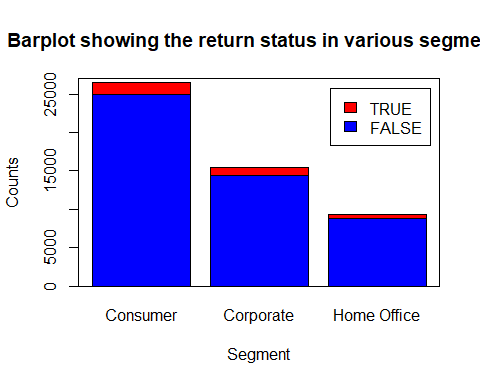 Barplot showing the return status in various segme
TRUE
FALSE
Counts
25000
15000
5000
0
Consumer Corporate Home Office
Segment